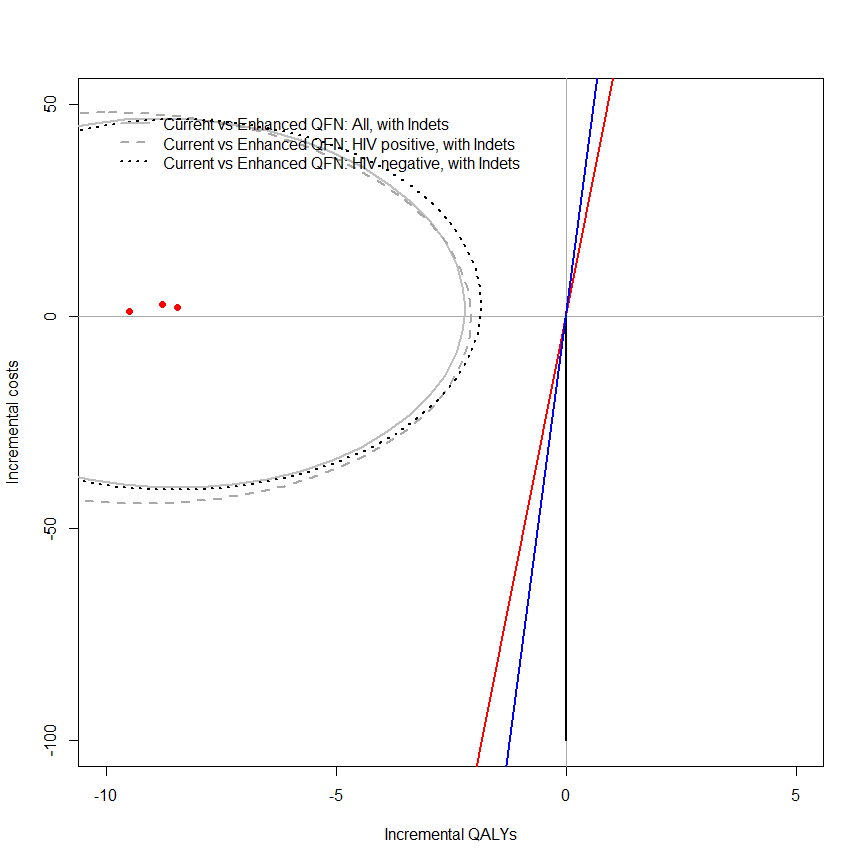 50
Current vs Enhanced QFN: All, with Indets
Current vs Enhanced QFN: HIV positive, with Indets
Current vs Enhanced QFN: HIV negative, with Indets
0
Incremental costs
-50
-100
-10
-5
0
5
Incremental QALYs